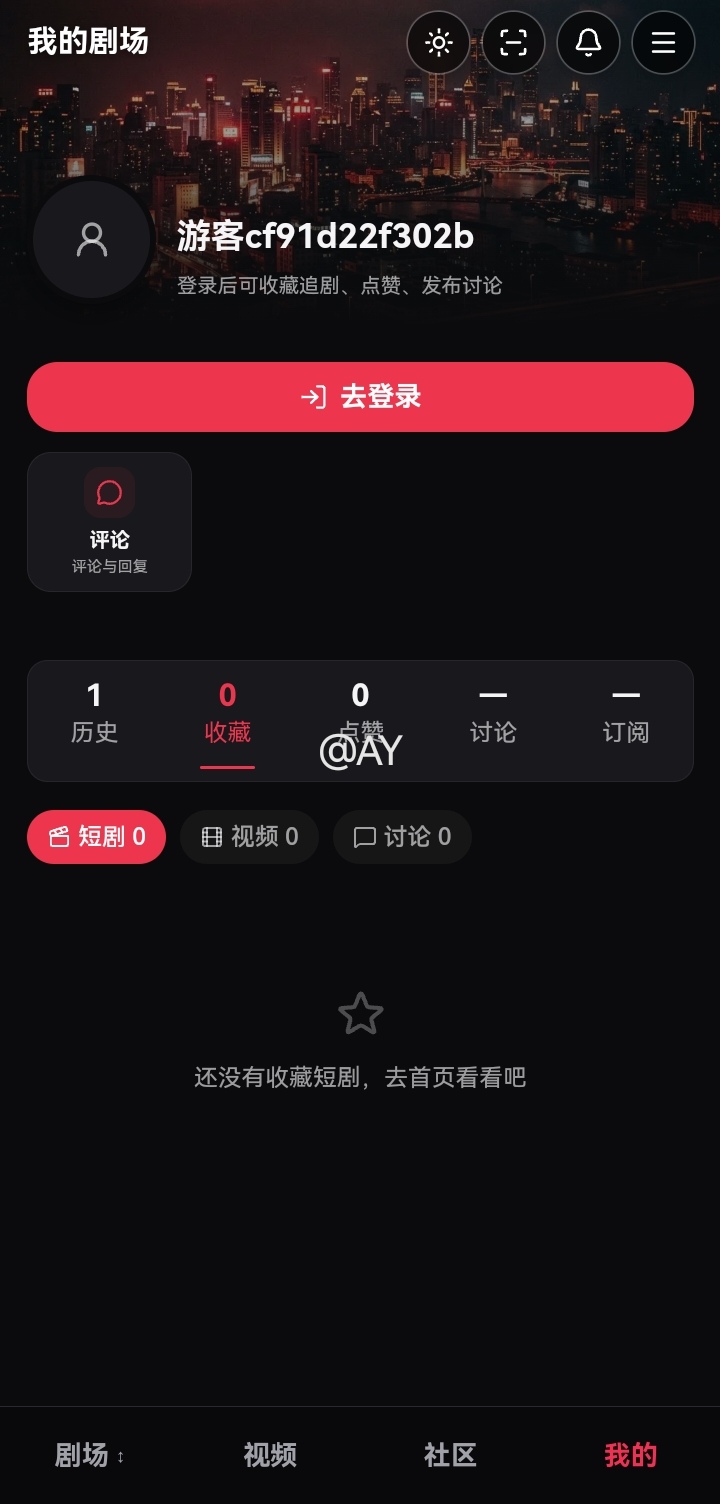 我的剧场
游客cf91d22f302b
登录后可收藏追剧、点赞、发布讨论
去登录
评论
评论与回复
1 0 0 — —
历史 收藏 点赞 讨论 订阅
@AY
短剧 0 视频 0 讨论 0
还没有收藏短剧，去首页看看吧
剧场 ↕ 视频 社区 我的